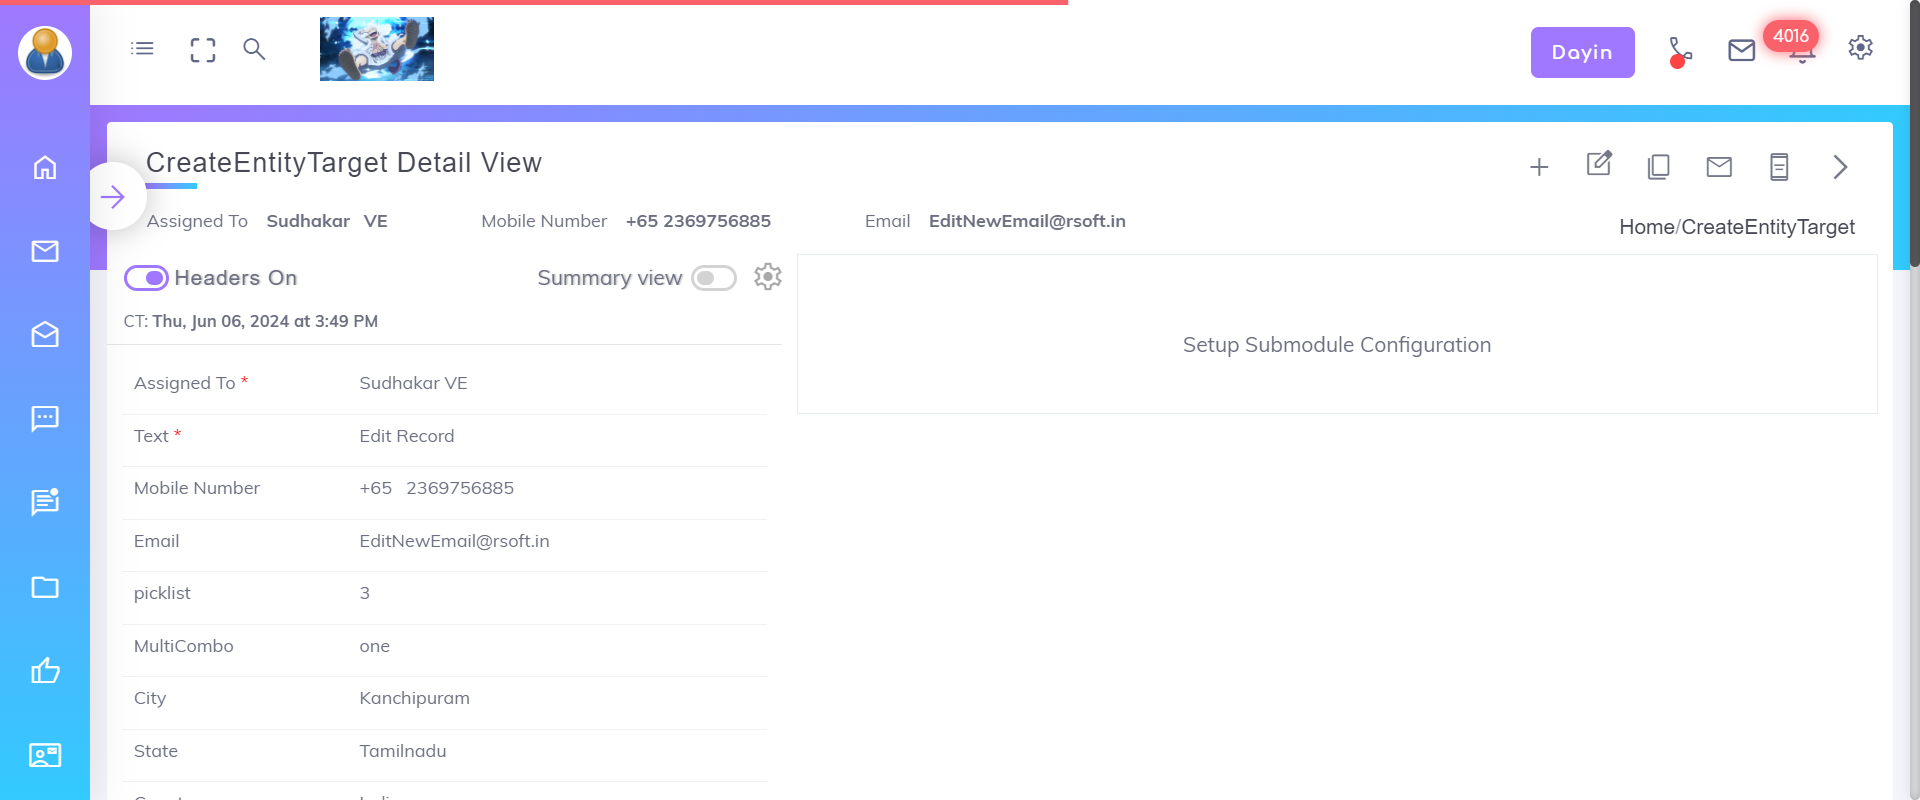 Dayin
4016
CreateEntityTarget Detail View
Assigned To Sudhakar VE Mobile Number +65 2369756885 Email EditNewEmail@rsoft.in
Home/CreateEntityTarget
Headers On Summary view
CT: Thu, Jun 06, 2024 at 3:49 PM
Setup Submodule Configuration
Assigned To * Sudhakar VE
Text * Edit Record
Mobile Number +65 2369756885
Email EditNewEmail@rsoft.in
picklist 3
MultiCombo one
City Kanchipuram
State Tamilnadu